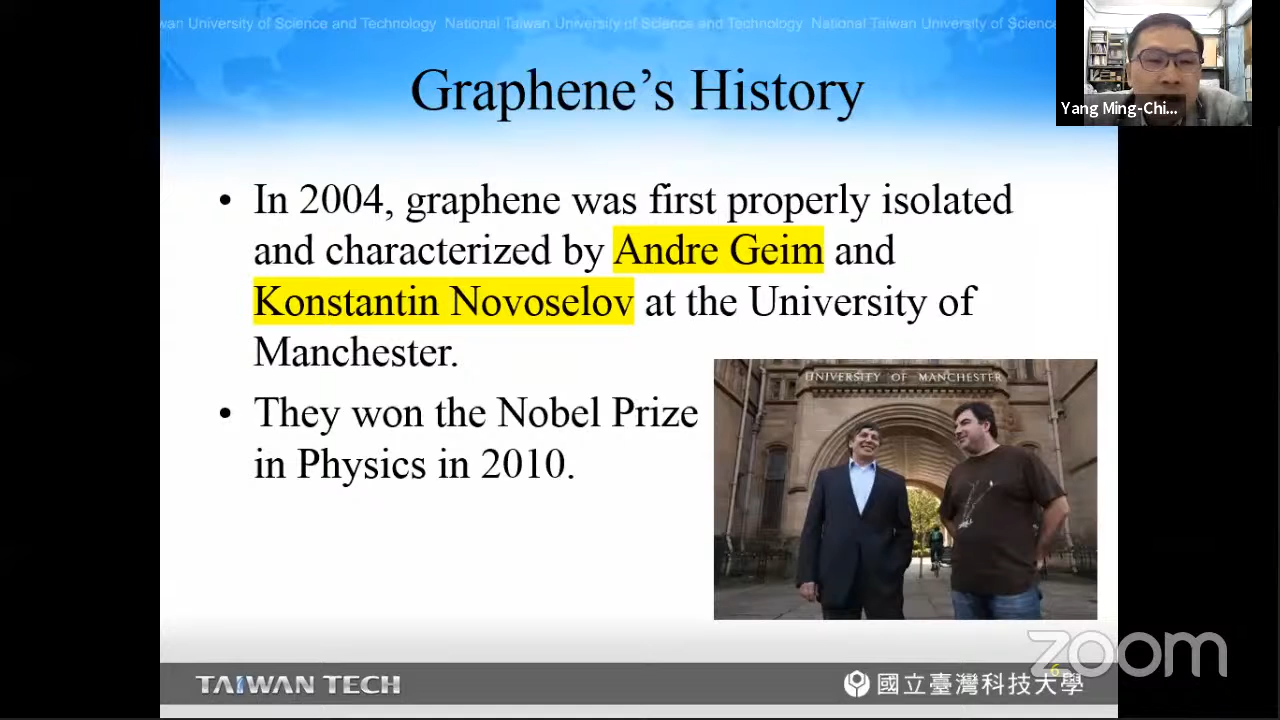 wan University of Science and Technology National Taiwan University of Science and Technology National Taiwan University of Science
Graphene's History
Yang Ming-Chi...
• In 2004, graphene was first properly isolated
and characterized by Andre Geim and
Konstantin Novoselov at the University of
Manchester.
• They won the Nobel Prize
in Physics in 2010.
UNIVERSITY OF MANCHESTER
zoom
6
TAIWAN TECH
國立臺灣科技大學